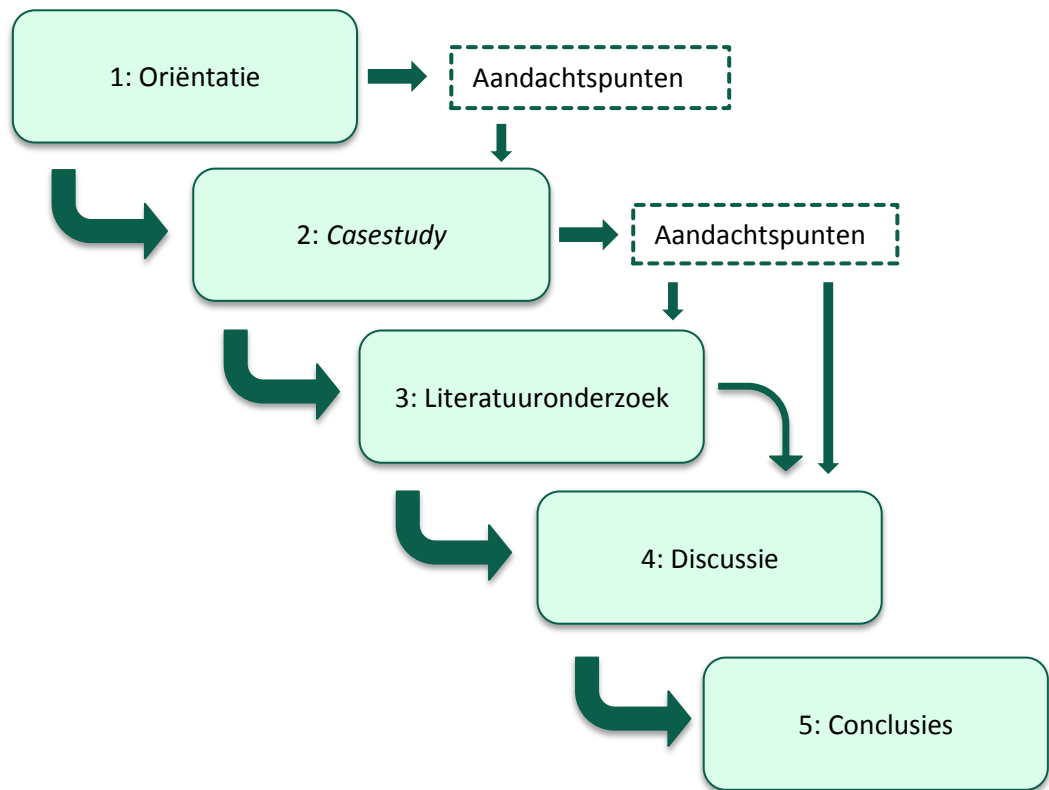 1: Oriëntatie
Aandachtspunten
2: Casestudy
Aandachtspunten
3: Literatuuronderzoek
4: Discussie
5: Conclusies